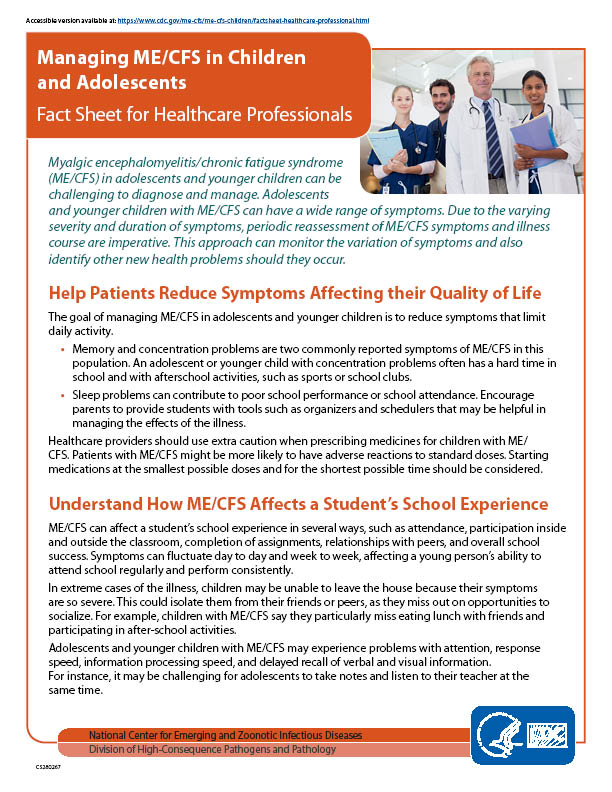 Accessible version available at: https://www.cdc.gov/me-cfs/me-cfs-children/factsheet-healthcare-professional.html
Managing ME/CFS in Children
and Adolescents
Fact Sheet for Healthcare Professionals
Myalgic encephalomyelitis/chronic fatigue syndrome
(ME/CFS) in adolescents and younger children can be
challenging to diagnose and manage. Adolescents
and younger children with ME/CFS can have a wide range of symptoms. Due to the varying
severity and duration of symptoms, periodic reassessment of ME/CFS symptoms and illness
course are imperative. This approach can monitor the variation of symptoms and also
identify other new health problems should they occur.
Help Patients Reduce Symptoms Affecting their Quality of Life
The goal of managing ME/CFS in adolescents and younger children is to reduce symptoms that limit
daily activity.
• Memory and concentration problems are two commonly reported symptoms of ME/CFS in this
population. An adolescent or younger child with concentration problems often has a hard time in
school and with afterschool activities, such as sports or school clubs.
• Sleep problems can contribute to poor school performance or school attendance. Encourage
parents to provide students with tools such as organizers and schedulers that may be helpful in
managing the effects of the illness.
Healthcare providers should use extra caution when prescribing medicines for children with ME/
CFS. Patients with ME/CFS might be more likely to have adverse reactions to standard doses. Starting
medications at the smallest possible doses and for the shortest possible time should be considered.
Understand How ME/CFS Affects a Student's School Experience
ME/CFS can affect a student's school experience in several ways, such as attendance, participation inside
and outside the classroom, completion of assignments, relationships with peers, and overall school
success. Symptoms can fluctuate day to day and week to week, affecting a young person's ability to
attend school regularly and perform consistently.
In extreme cases of the illness, children may be unable to leave the house because their symptoms
are so severe. This could isolate them from their friends or peers, as they miss out on opportunities to
socialize. For example, children with ME/CFS say they particularly miss eating lunch with friends and
participating in after-school activities.
Adolescents and younger children with ME/CFS may experience problems with attention, response
speed, information processing speed, and delayed recall of verbal and visual information.
For instance, it may be challenging for adolescents to take notes and listen to their teacher at the
same time.
National Center for Emerging and Zoonotic Infectious Diseases
Division of High-Consequence Pathogens and Pathology
CDC
CS280267